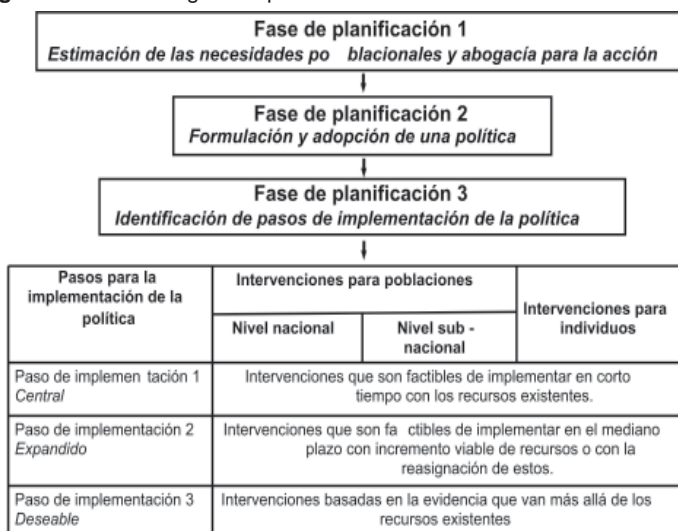 Fase de planificación 1
Estimación de las necesidades po blacionales y abogacía para la acción
Fase de planificación 2
Formulación y adopción de una política
Fase de planificación 3
Identificación de pasos de implementación de la política
Pasos para la
implementación de la
política
Intervenciones para poblaciones
Intervenciones para
individuos
Nivel nacional
Nivel sub -
nacional
Paso de implemen tación 1
Central
Intervenciones que son factibles de implementar en corto
tiempo con los recursos existentes.
Paso de implementación 2
Expandido
Intervenciones que son fa ctibles de implementar en el mediano
plazo con incremento viable de recursos o con la
reasignación de estos.
Paso de implementación 3
Deseable
Intervenciones basadas en la evidencia que van más allá de los
recursos existentes